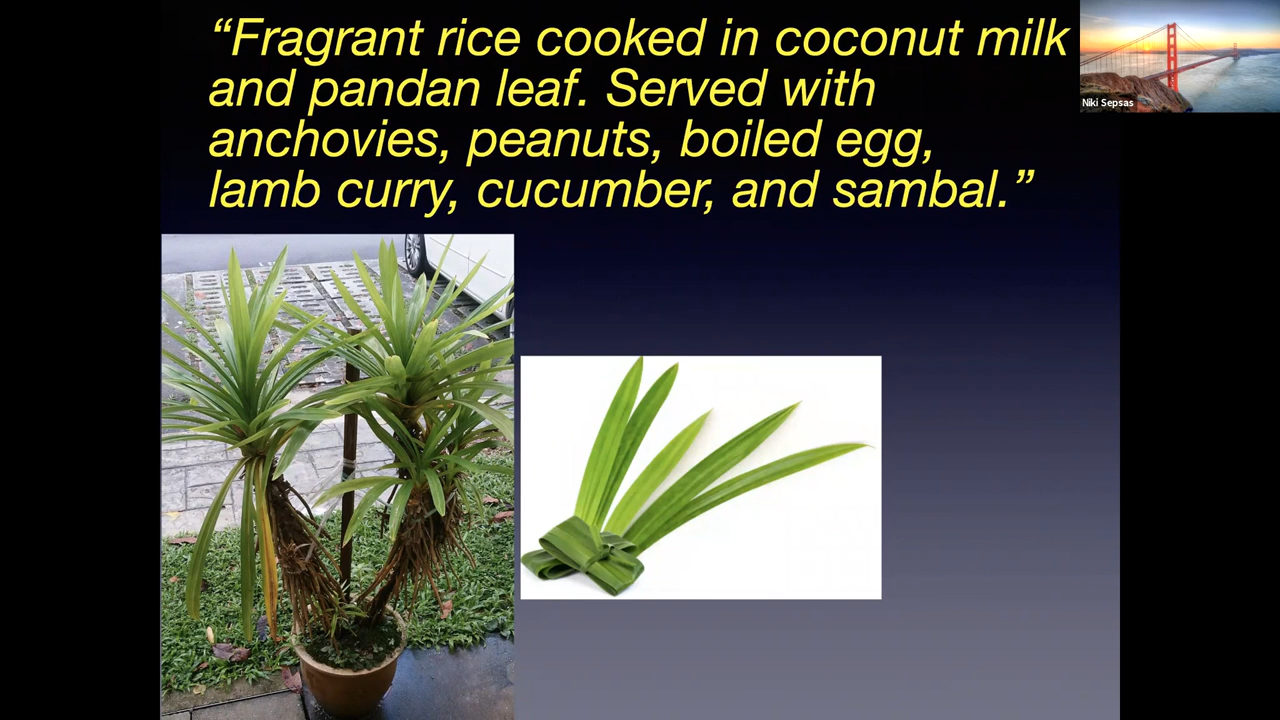 “Fragrant rice cooked in coconut milk
and pandan leaf. Served with
anchovies, peanuts, boiled egg,
lamb curry, cucumber, and sambal.”
Niki Sepsas